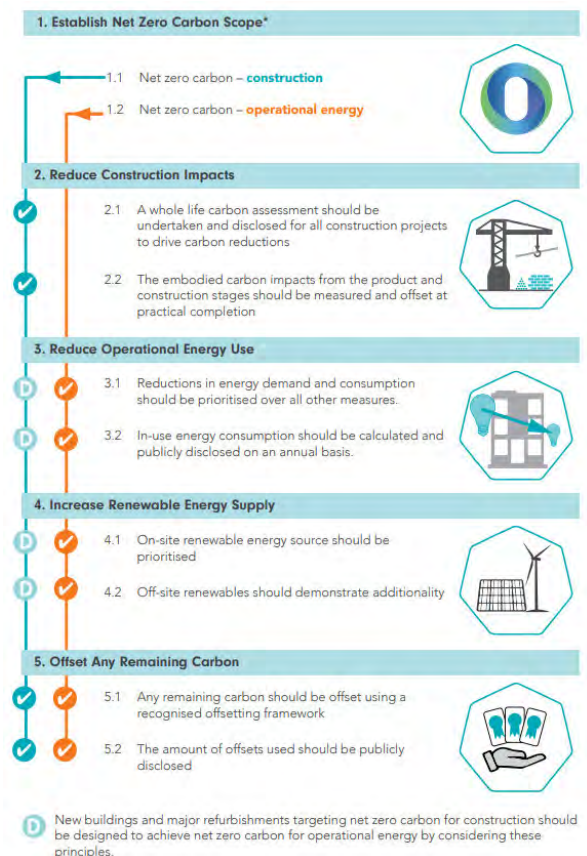 1. Establish Net Zero Carbon Scope*
1.1 Net zero carbon – construction
1.2 Net zero carbon – operational energy
2. Reduce Construction Impacts
2.1 A whole life carbon assessment should be
undertaken and disclosed for all construction projects
to drive carbon reductions
2.2 The embodied carbon impacts from the product and
construction stages should be measured and offset at
practical completion
3. Reduce Operational Energy Use
D 3.1 Reductions in energy demand and consumption
should be prioritised over all other measures.
D 3.2 In-use energy consumption should be calculated and
publicly disclosed on an annual basis.
4. Increase Renewable Energy Supply
D 4.1 On-site renewable energy source should be
prioritised
D 4.2 Off-site renewables should demonstrate additionality
5. Offset Any Remaining Carbon
5.1 Any remaining carbon should be offset using a
recognised offsetting framework
5.2 The amount of offsets used should be publicly
disclosed
D New buildings and major refurbishments targeting net zero carbon for construction should
be designed to achieve net zero carbon for operational energy by considering these
principles.